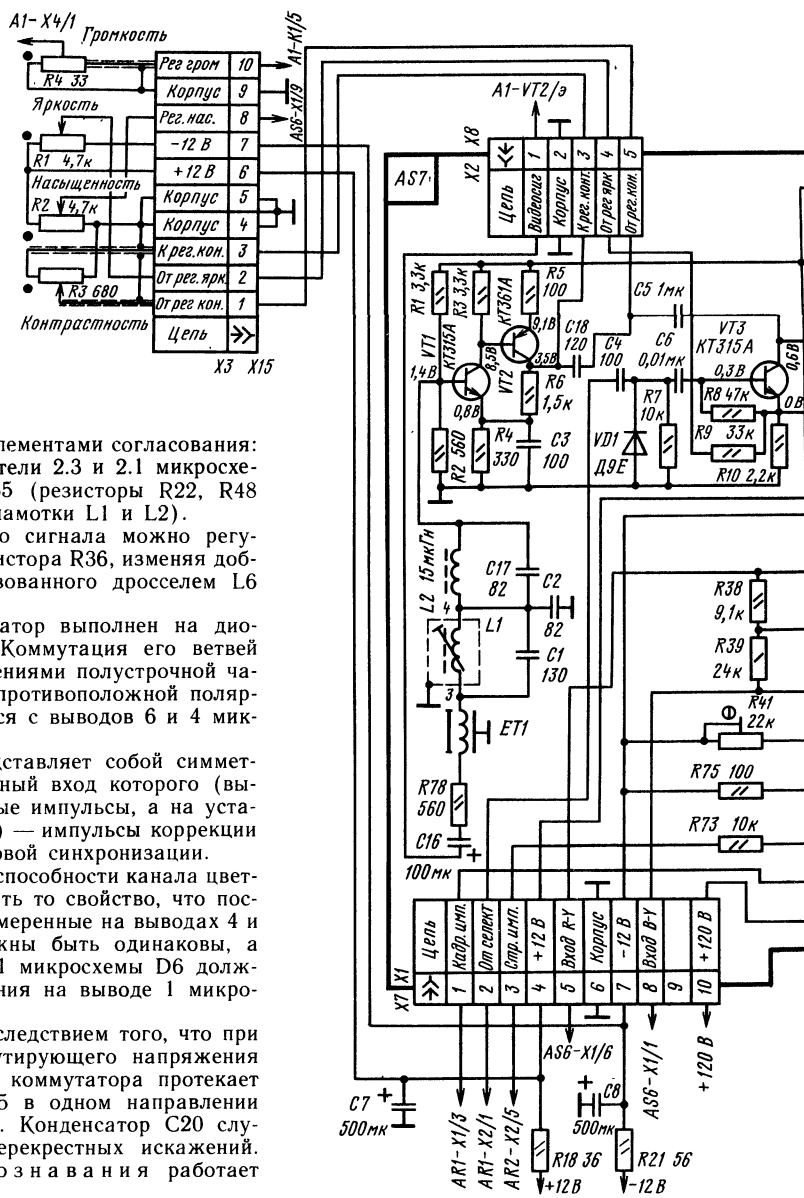 A1-X4/1
Громкость
R4 33
Яркость
R1 4,7к
Насыщенность
R2 4,7к
R3 680
Контрастность
Рег гром 10
Корпус 9
Рег. нас. 8
-12 В 7
+12 В 6
Корпус 5
Корпус 4
К рег.кон. 3
От рег.ярк. 2
От рег кон. 1
Цепь
X3 X15
A1-K1/5
AS6-X1/9
A1-VT2/э
AS7
X2 X8
Цепь
Видеосиг 1
Корпус 2
К рег. конт. 3
От рег ярк 4
От рег. кон. 5
R1 3,3к
R3 3,3к
КТ361А
R5
100
9,1В
C18
120
C5 1мк
VT3
КТ315А
0,6В
VT1
КТ315А
8,5В
VT2
3,5В
C4
100
C6
0,01мк
0,3В
1,4В
0,8В
R6
1,5к
R7
10к
R8 47к
0В
R9 33к
R2 560
R4
330
C3
100
VD1
Д9Е
R10 2,2к
L2 15мкГн
C17
82
C2
82
4
L1
C1
130
3
ЕТ1
R78
560
C16
+
100мк
R38
9,1к
R39
24к
R41
22к
R75 100
R73 10к
X7 X1
Цепь
Кадр. имп. 1
От селект 2
Стр. имп. 3
+12 В 4
Вход R-Y 5
Корпус 6
-12 В 7
Вход B-Y 8
9
+120 В 10
AS6-X1/6
AS6-X1/1
+120 В
C7 +
500мк
AR1-X1/3
AR1-X2/1
AR2-X2/5
+ C8
500мк
R18 36
+12В
R21 56
-12В
лементами согласования:
тели 2.3 и 2.1 микросхе-
5 (резисторы R22, R48
намотки L1 и L2).
о сигнала можно регу-
истора R36, изменяя доб-
зованного дросселем L6
атор выполнен на дио-
Коммутация его ветвей
ениями полустрочной ча-
противоположной поляр-
ся с выводов 6 и 4 мик-
дставляет собой симмет-
ный вход которого (вы-
ые импульсы, а на уста-
) — импульсы коррекции
овой синхронизации.
способности канала цвет-
ть то свойство, что пос-
меренные на выводах 4 и
жны быть одинаковы, а
1 микросхемы D6 долж-
ния на выводе 1 микро-
следствием того, что при
утирующего напряжения
коммутатора протекает
5 в одном направлении
. Конденсатор С20 слу-
ерекрестных искажений.
ознавания работает